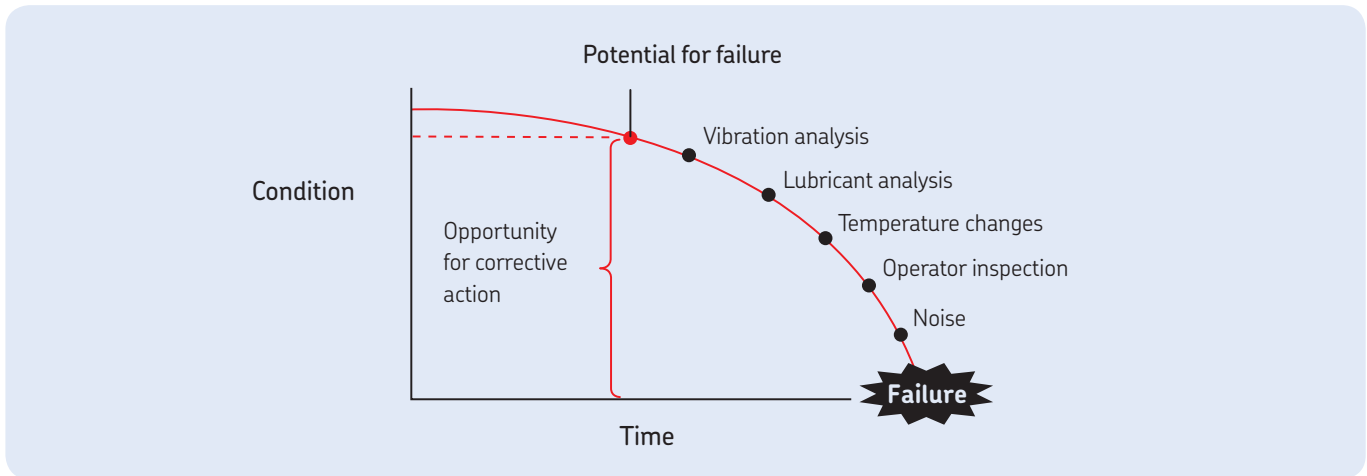 Potential for failure
Vibration analysis
Lubricant analysis
Condition
Temperature changes
Opportunity
for corrective
action
Operator inspection
Noise
Failure
Time